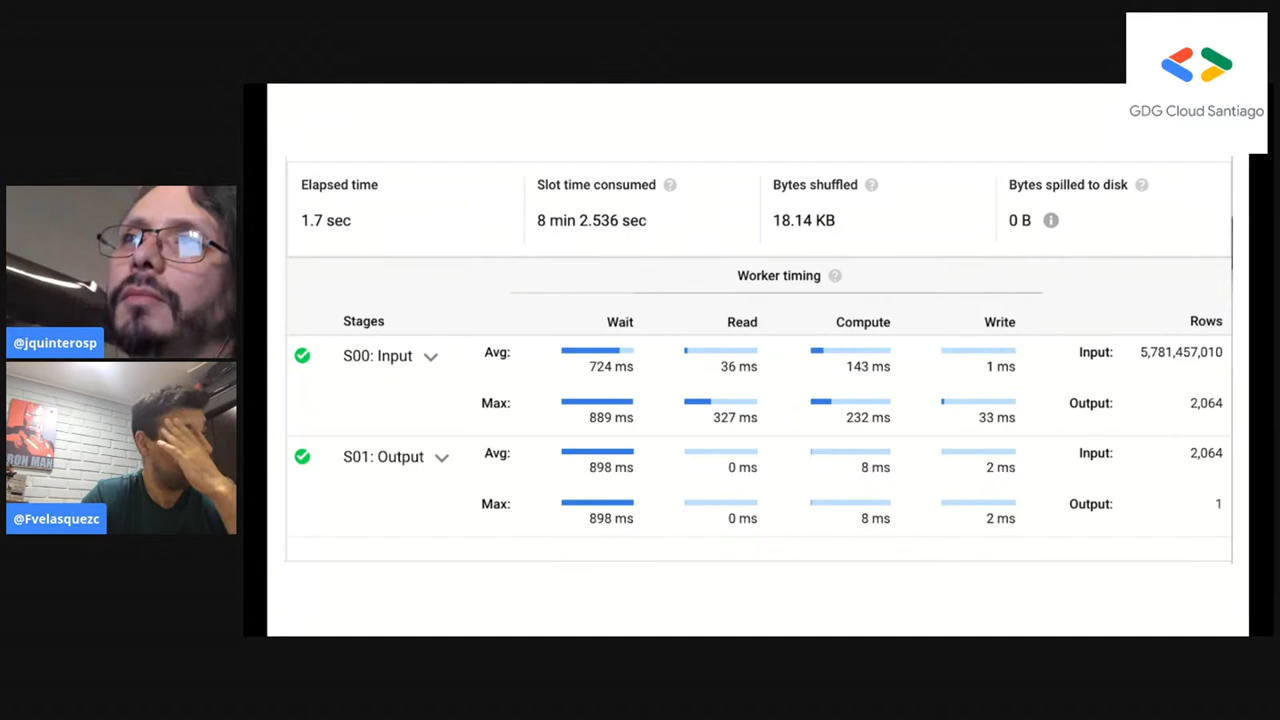 GDG Cloud Santiago
Elapsed time
1.7 sec
Slot time consumed
8 min 2.536 sec
Bytes shuffled
18.14 KB
Bytes spilled to disk
0 B
Worker timing
Stages Wait Read Compute Write Rows
S00: Input Avg: 724 ms 36 ms 143 ms 1 ms Input: 5,781,457,010
Max: 889 ms 327 ms 232 ms 33 ms Output: 2,064
S01: Output Avg: 898 ms 0 ms 8 ms 2 ms Input: 2,064
Max: 898 ms 0 ms 8 ms 2 ms Output: 1
@jquinterosp
IRON MAN
@Fvelasquezc